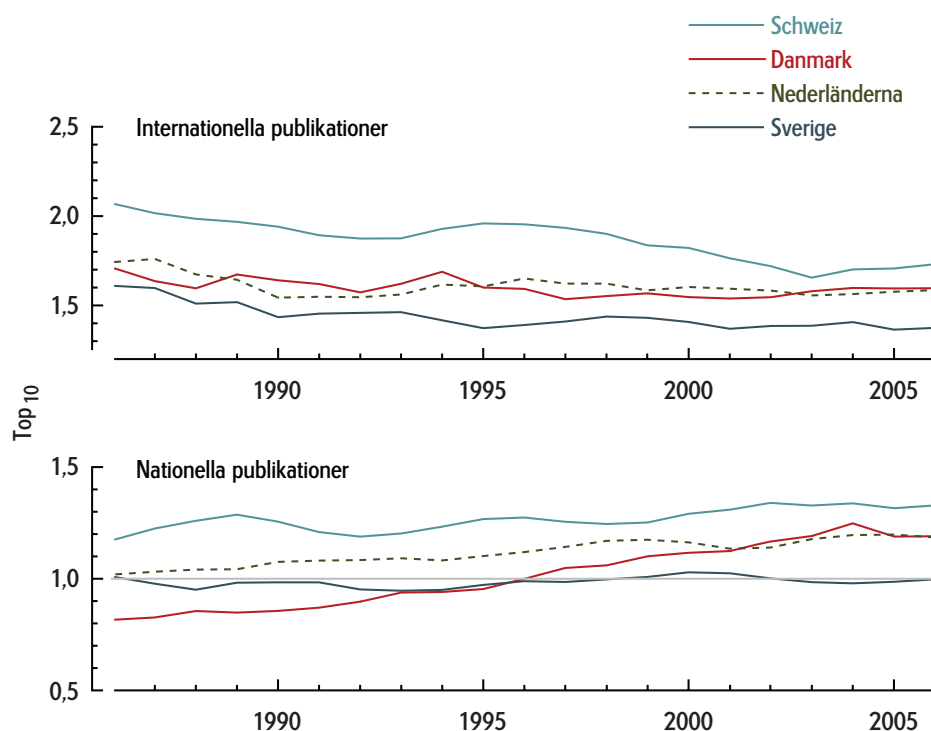 Schweiz
Danmark
Nederländerna
Sverige
Internationella publikationer
2,5
2,0
1,5
1990 1995 2000 2005
Top 10
Nationella publikationer
1,5
1,0
0,5
1990 1995 2000 2005